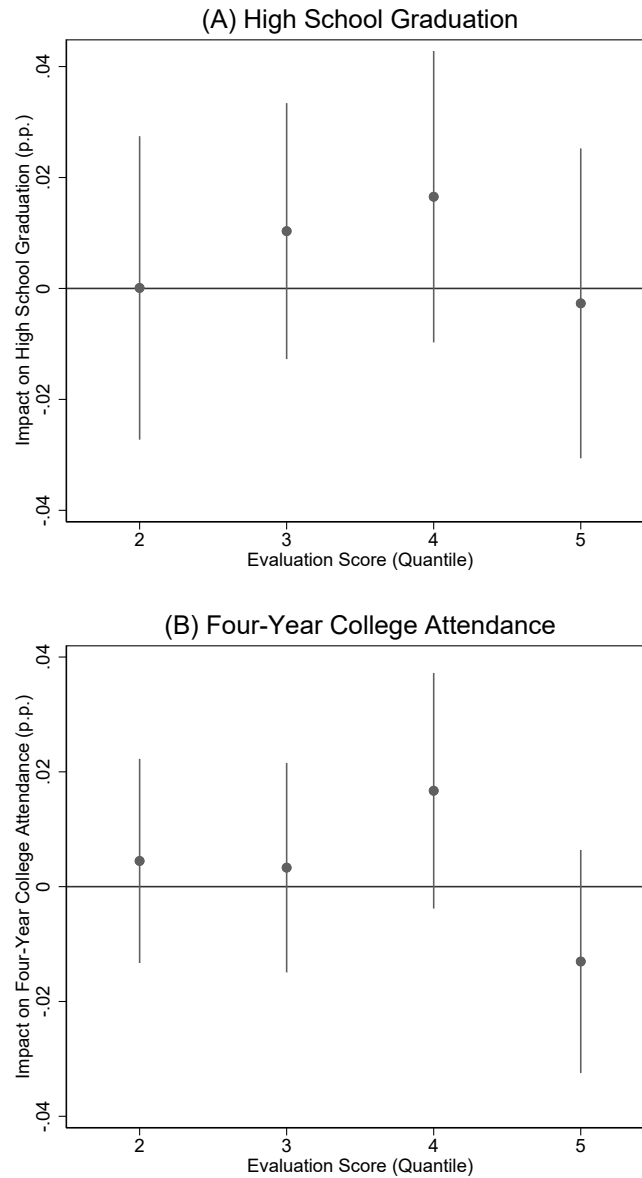 (A) High School Graduation
Impact on High School Graduation (p.p.)
.04
.02
0
-.02
-.04
2 3 4 5
Evaluation Score (Quantile)
(B) Four-Year College Attendance
Impact on Four-Year College Attendance (p.p.)
.04
.02
0
-.02
-.04
2 3 4 5
Evaluation Score (Quantile)